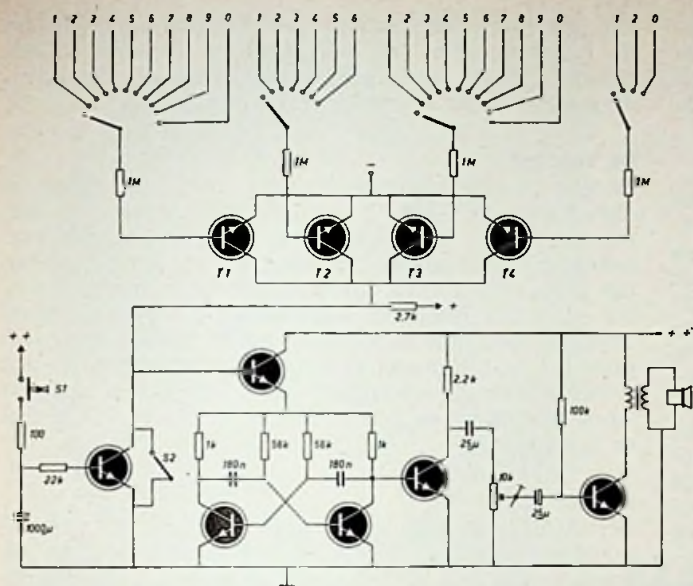 1 2 3 4 5 6 7 8 9 0 1 2 3 4 5 6 1 2 3 4 5 6 7 8 9 0 1 2 0
1M 1M − 1M 1M
T1 T2 T3 T4
2,7k +
++ ++
S1 2,2k 100k
100 1k 56k 56k 1k 25µ
22k S2 180n 180n 10k
1000µ 25µ